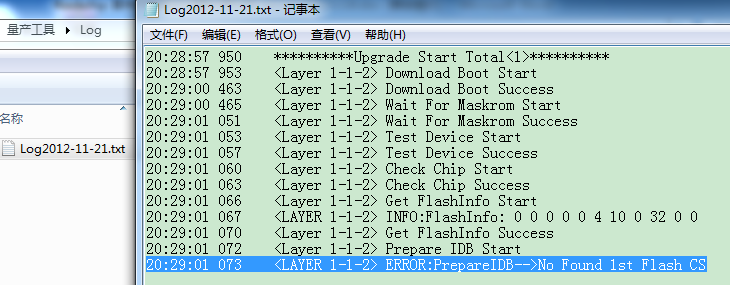 Log2012-11-21.txt - 记事本
量产工具 ▸ Log
文件(F) 编辑(E) 格式(O) 查看(V) 帮助(H)
名称
Log2012-11-21.txt
20:28:57 950 **********Upgrade Start Total<1>**********
20:28:57 953 <Layer 1-1-2> Download Boot Start
20:29:00 463 <Layer 1-1-2> Download Boot Success
20:29:00 465 <Layer 1-1-2> Wait For Maskrom Start
20:29:01 051 <Layer 1-1-2> Wait For Maskrom Success
20:29:01 053 <Layer 1-1-2> Test Device Start
20:29:01 057 <Layer 1-1-2> Test Device Success
20:29:01 060 <Layer 1-1-2> Check Chip Start
20:29:01 063 <Layer 1-1-2> Check Chip Success
20:29:01 066 <Layer 1-1-2> Get FlashInfo Start
20:29:01 067 <LAYER 1-1-2> INFO:FlashInfo: 0 0 0 0 0 4 10 0 32 0 0
20:29:01 070 <Layer 1-1-2> Get FlashInfo Success
20:29:01 072 <Layer 1-1-2> Prepare IDB Start
20:29:01 073 <LAYER 1-1-2> ERROR:PrepareIDB-->No Found 1st Flash CS